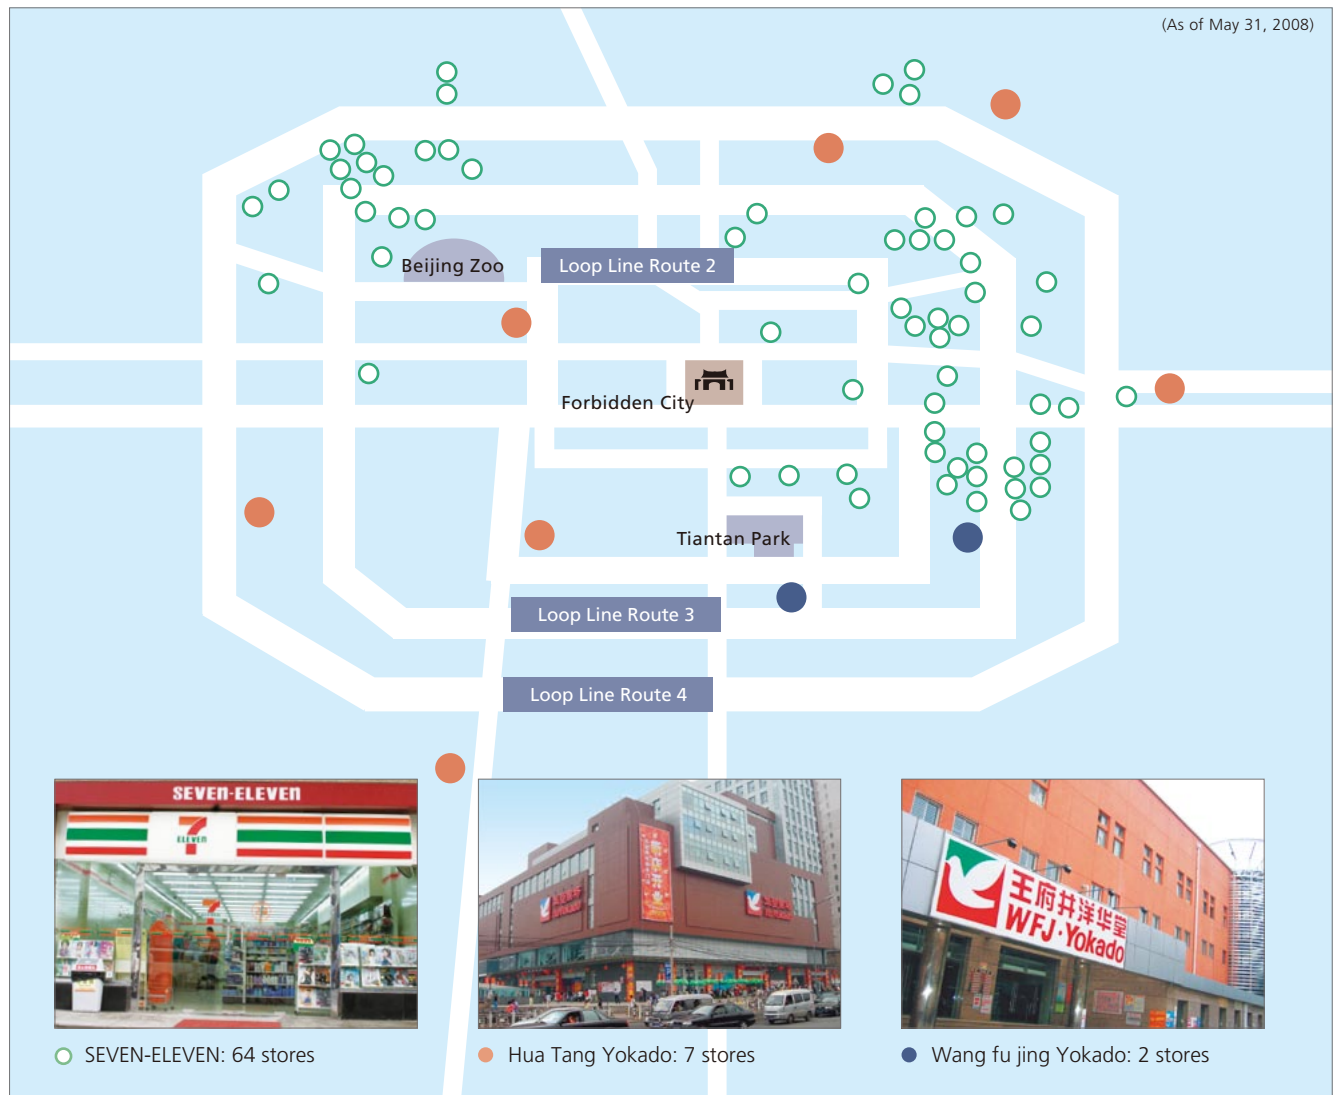 (As of May 31, 2008)
Beijing Zoo
Loop Line Route 2
Forbidden City
Tiantan Park
Loop Line Route 3
Loop Line Route 4
SEVEN-ELEVEN
7
ELEVEN
王府井洋华堂
WFJ·Yokado
SEVEN-ELEVEN: 64 stores
Hua Tang Yokado: 7 stores
Wang fu jing Yokado: 2 stores